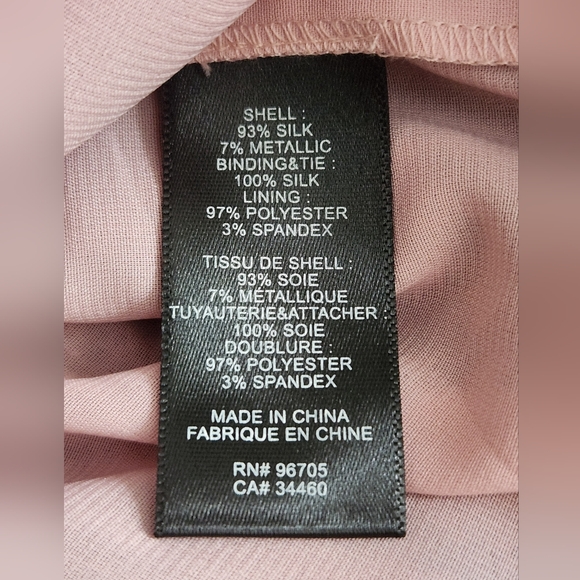 SHELL :
93% SILK
7% METALLIC
BINDING&TIE :
100% SILK
LINING :
97% POLYESTER
3% SPANDEX
TISSU DE SHELL :
93% SOIE
7% MÉTALLIQUE
TUYAUTERIE&ATTACHER :
100% SOIE
DOUBLURE :
97% POLYESTER
3% SPANDEX
MADE IN CHINA
FABRIQUE EN CHINE
RN# 96705
CA# 34460